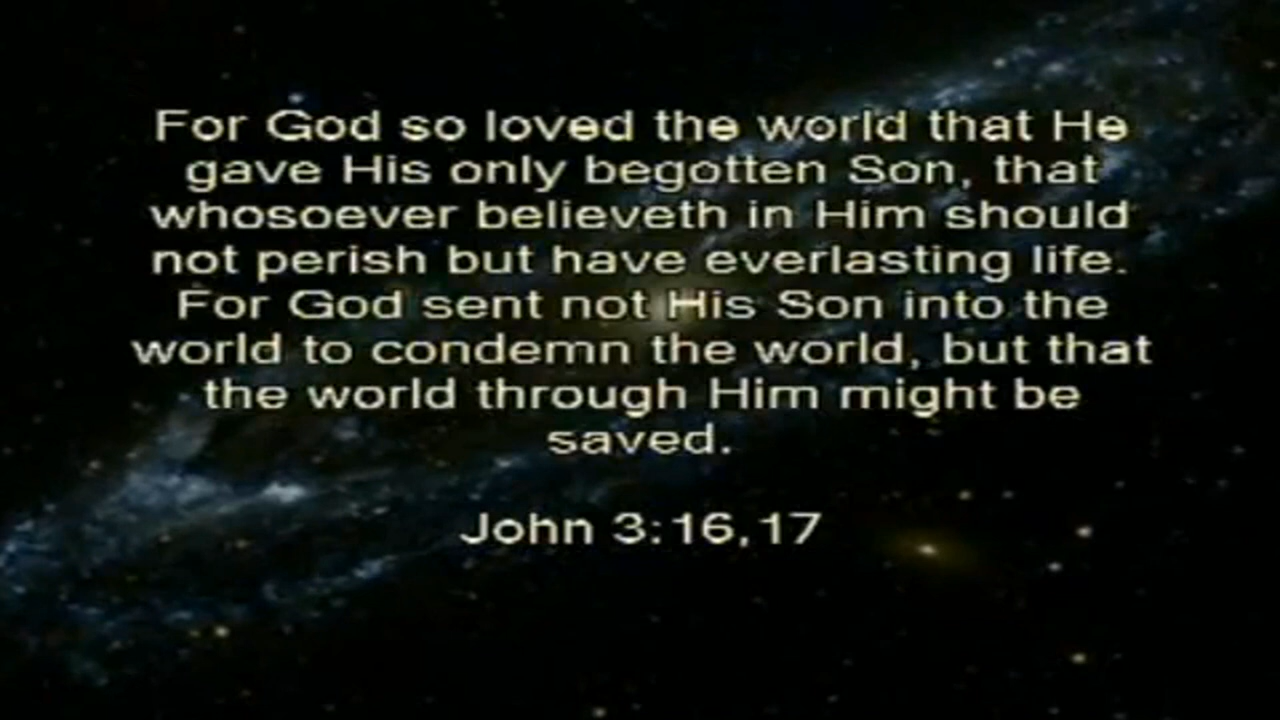 For God so loved the world that He
gave His only begotten Son, that
whosoever believeth in Him should
not perish but have everlasting life.
For God sent not His Son into the
world to condemn the world, but that
the world through Him might be
saved.
John 3:16,17